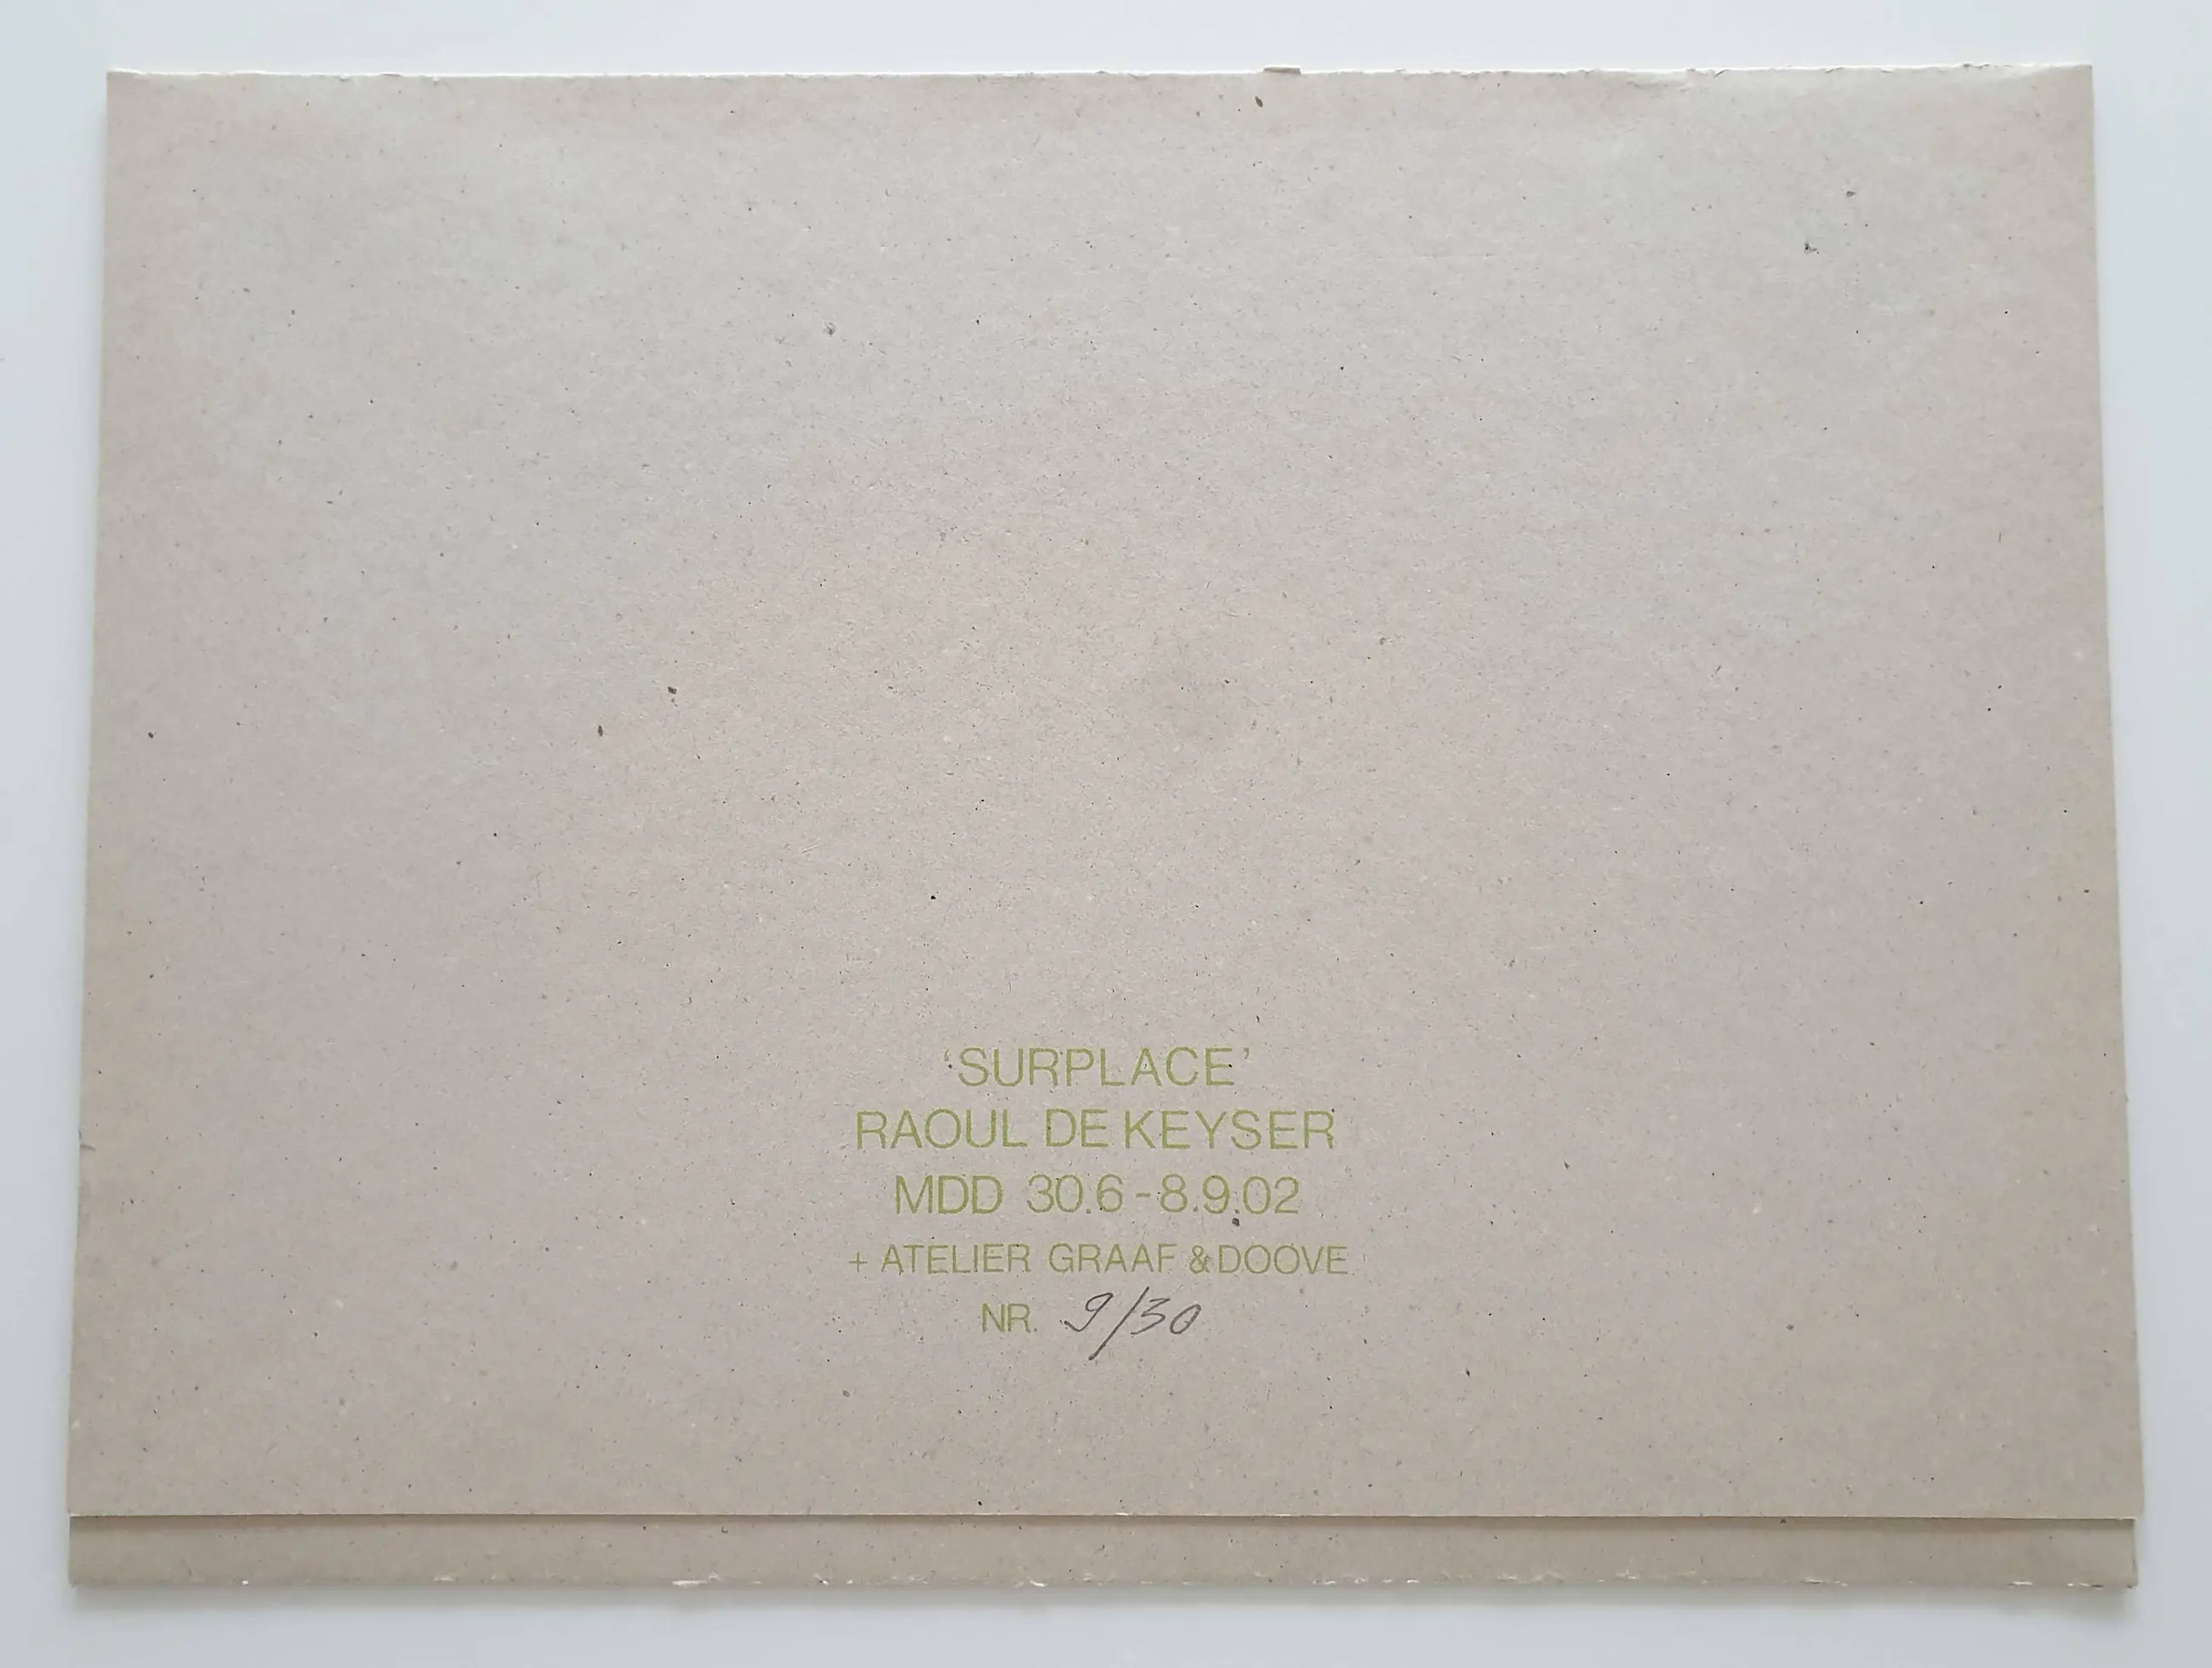 ‘SURPLACE’
RAOUL DE KEYSER
MDD 30.6-8.9.02
+ ATELIER GRAAF & DOOVE
NR. 9/30